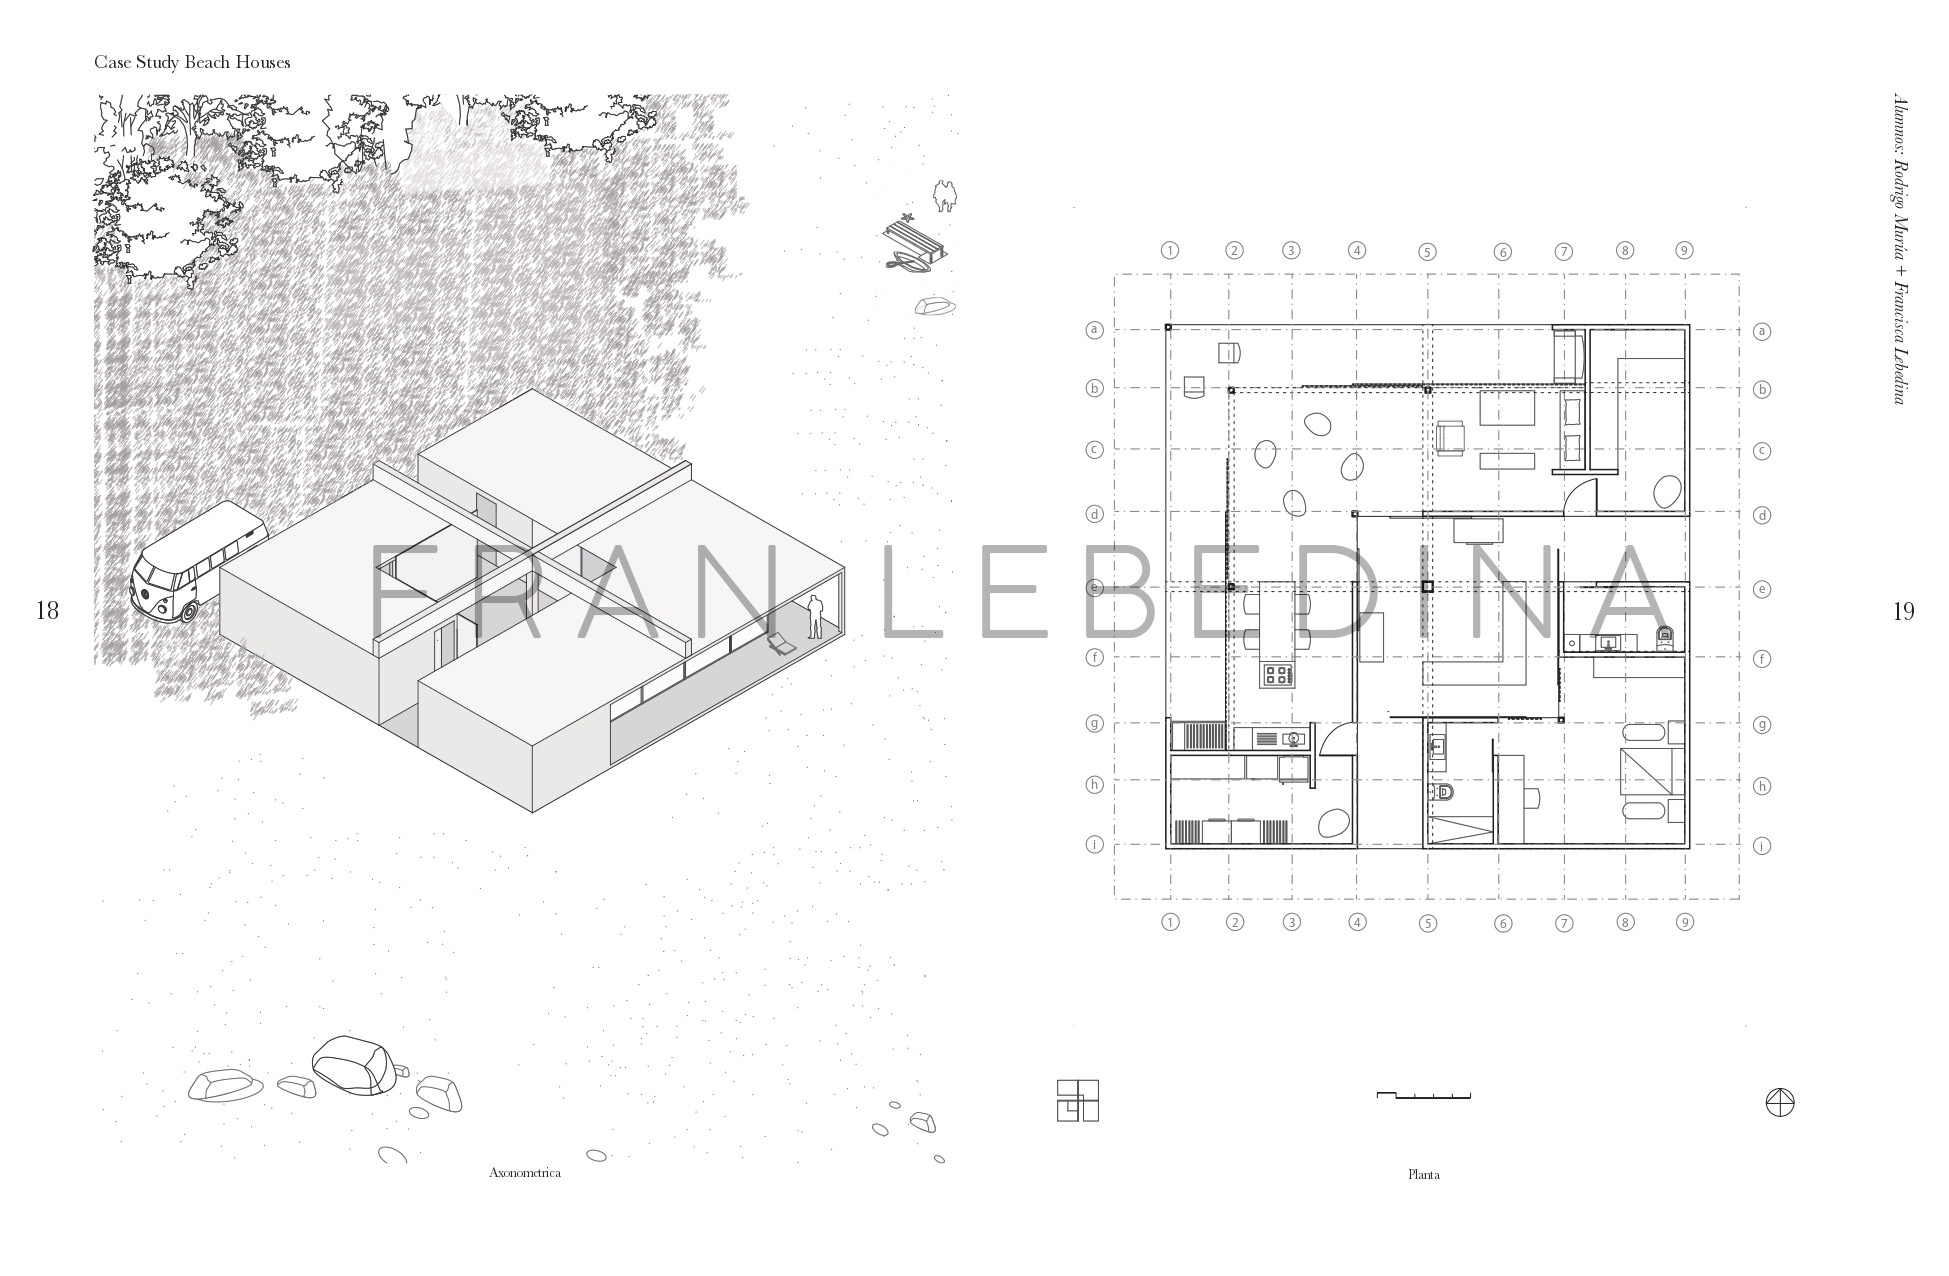 Case Study Beach Houses
18
Axonometrica
FRAN LEBEDINA
1 2 3 4 5 6 7 8 9
a a
b b
c c
d d
e e
f f
g g
h h
i i
1 2 3 4 5 6 7 8 9
Planta
Alumnos: Rodrigo Murúa + Francisca Lebedina
19